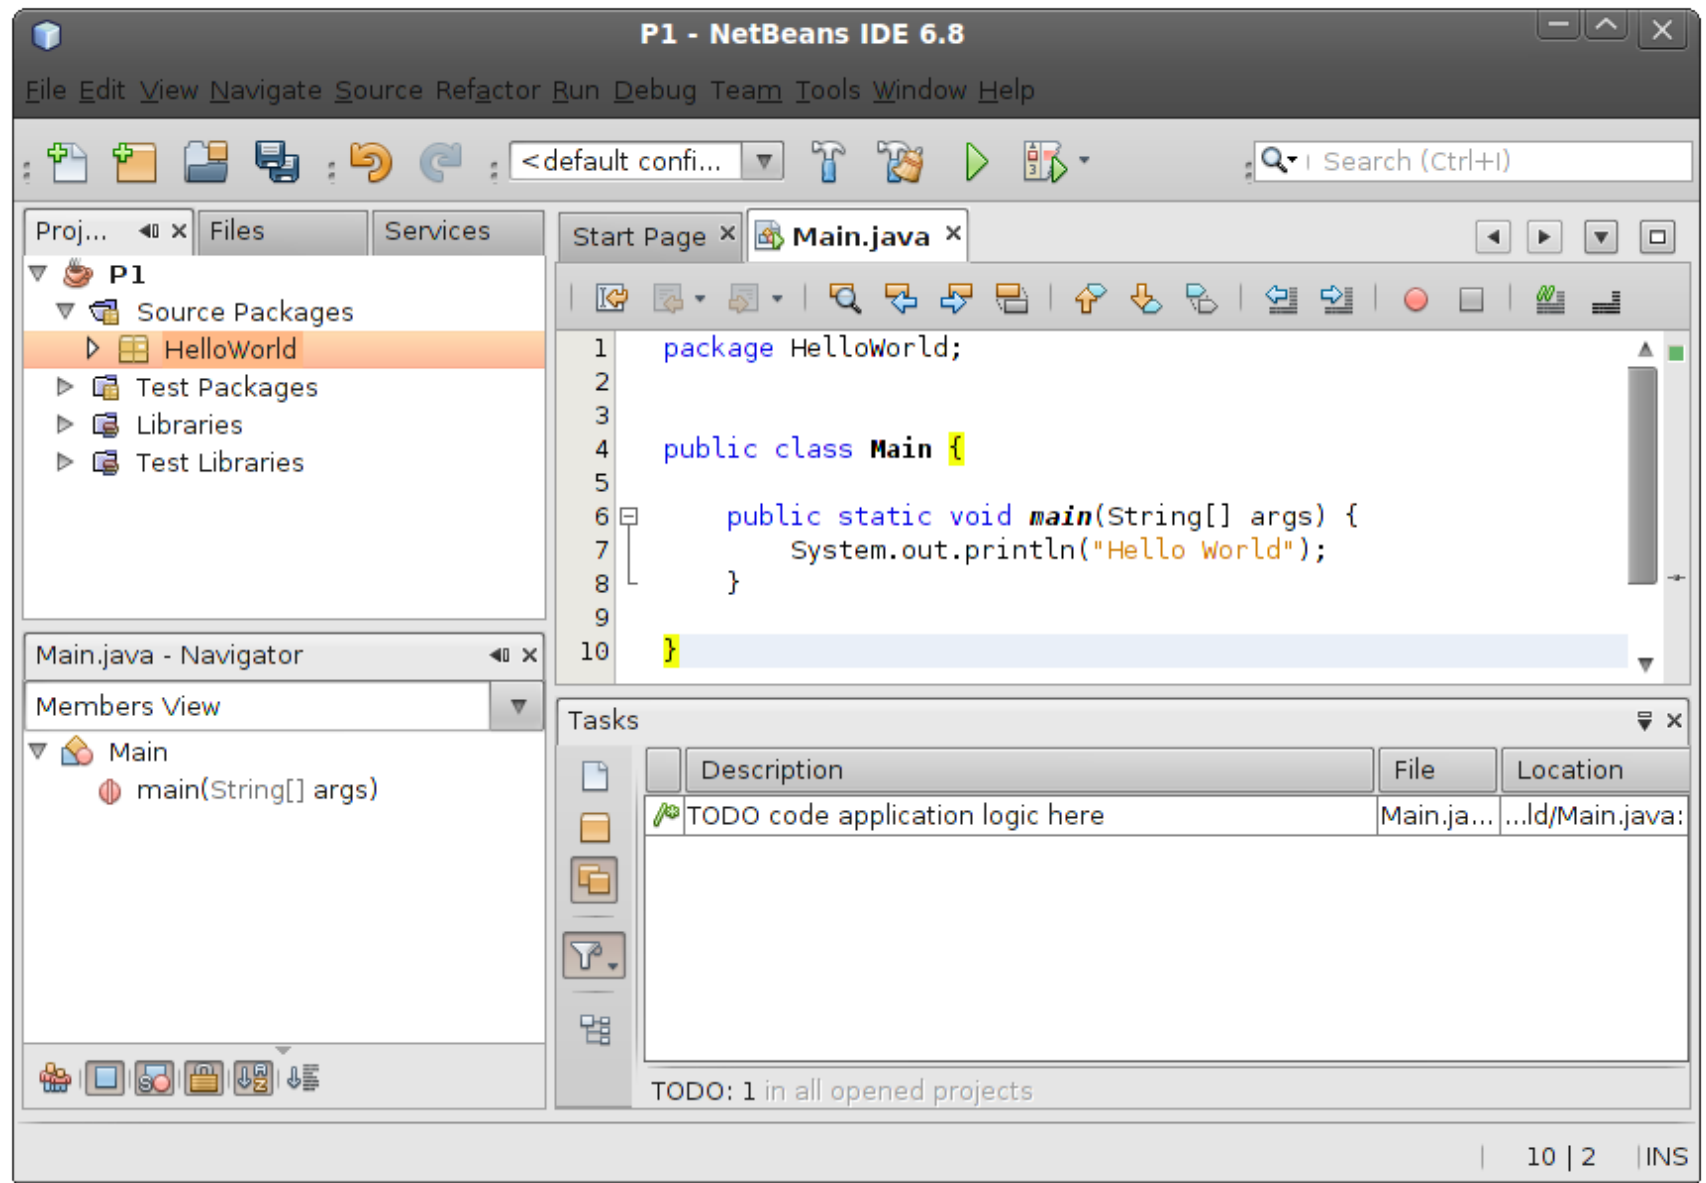 P1 - NetBeans IDE 6.8
File Edit View Navigate Source Refactor Run Debug Team Tools Window Help
<default confi...
Search (Ctrl+I)
Proj... Files Services
P1
Source Packages
HelloWorld
Test Packages
Libraries
Test Libraries
Main.java - Navigator
Members View
Main
main(String[] args)
Start Page Main.java
1 package HelloWorld;
2
3
4 public class Main {
5
6 public static void main(String[] args) {
7 System.out.println("Hello World");
8 }
9
10 }
Tasks
Description File Location
TODO code application logic here Main.ja... ...ld/Main.java:
TODO: 1 in all opened projects
10 | 2 INS